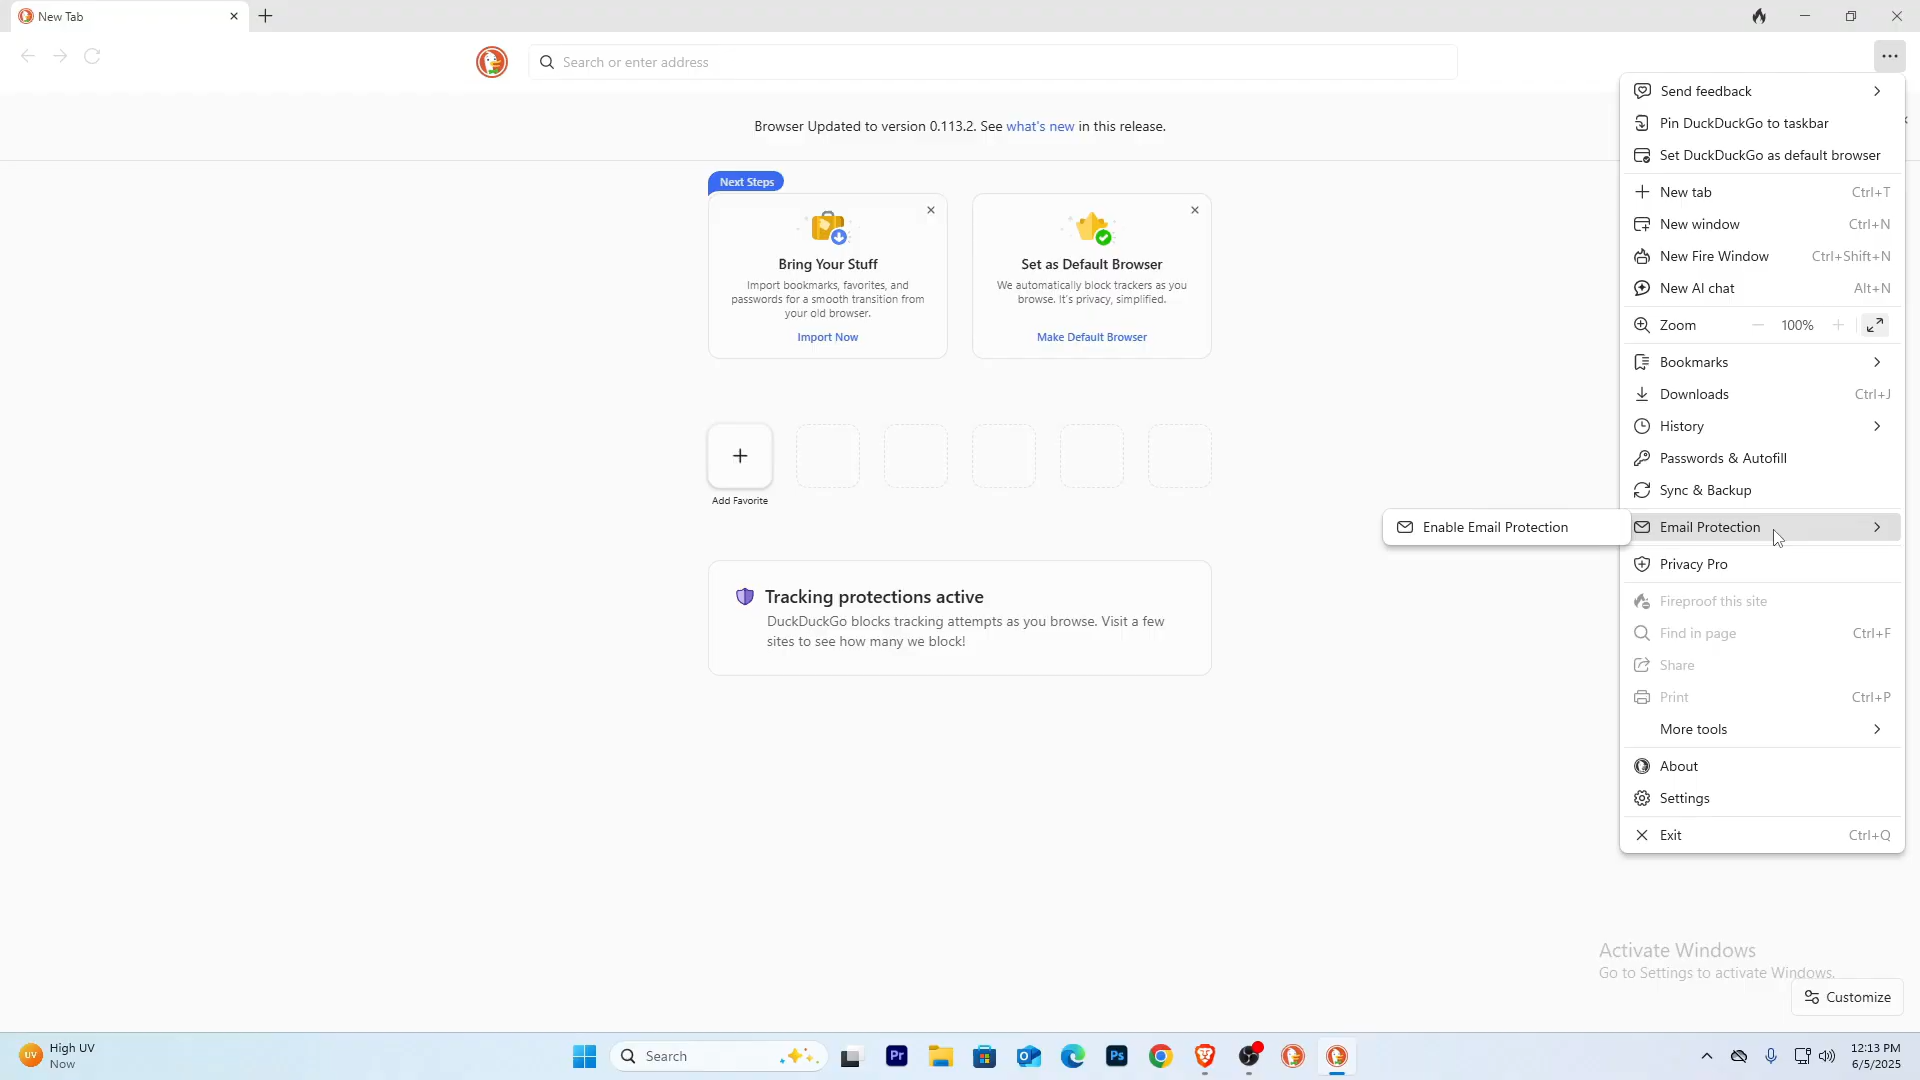 New Tab
Search or enter address
Browser Updated to version 0.113.2. See what's new in this release.
Next Steps
Bring Your Stuff
Import bookmarks, favorites, and
passwords for a smooth transition from
your old browser.
Import Now
Set as Default Browser
We automatically block trackers as you
browse. It's privacy, simplified.
Make Default Browser
Add Favorite
Tracking protections active
DuckDuckGo blocks tracking attempts as you browse. Visit a few
sites to see how many we block!
Send feedback
Pin DuckDuckGo to taskbar
Set DuckDuckGo as default browser
New tab Ctrl+T
New window Ctrl+N
New Fire Window Ctrl+Shift+N
New AI chat Alt+N
Zoom 100%
Bookmarks
Downloads Ctrl+J
History
Passwords & Autofill
Sync & Backup
Enable Email Protection
Email Protection
Privacy Pro
Fireproof this site
Find in page Ctrl+F
Share
Print Ctrl+P
More tools
About
Settings
Exit Ctrl+Q
Activate Windows
Go to Settings to activate Windows.
Customize
UV
High UV
Now
Search
Pr
Ps
12:13 PM
6/5/2025